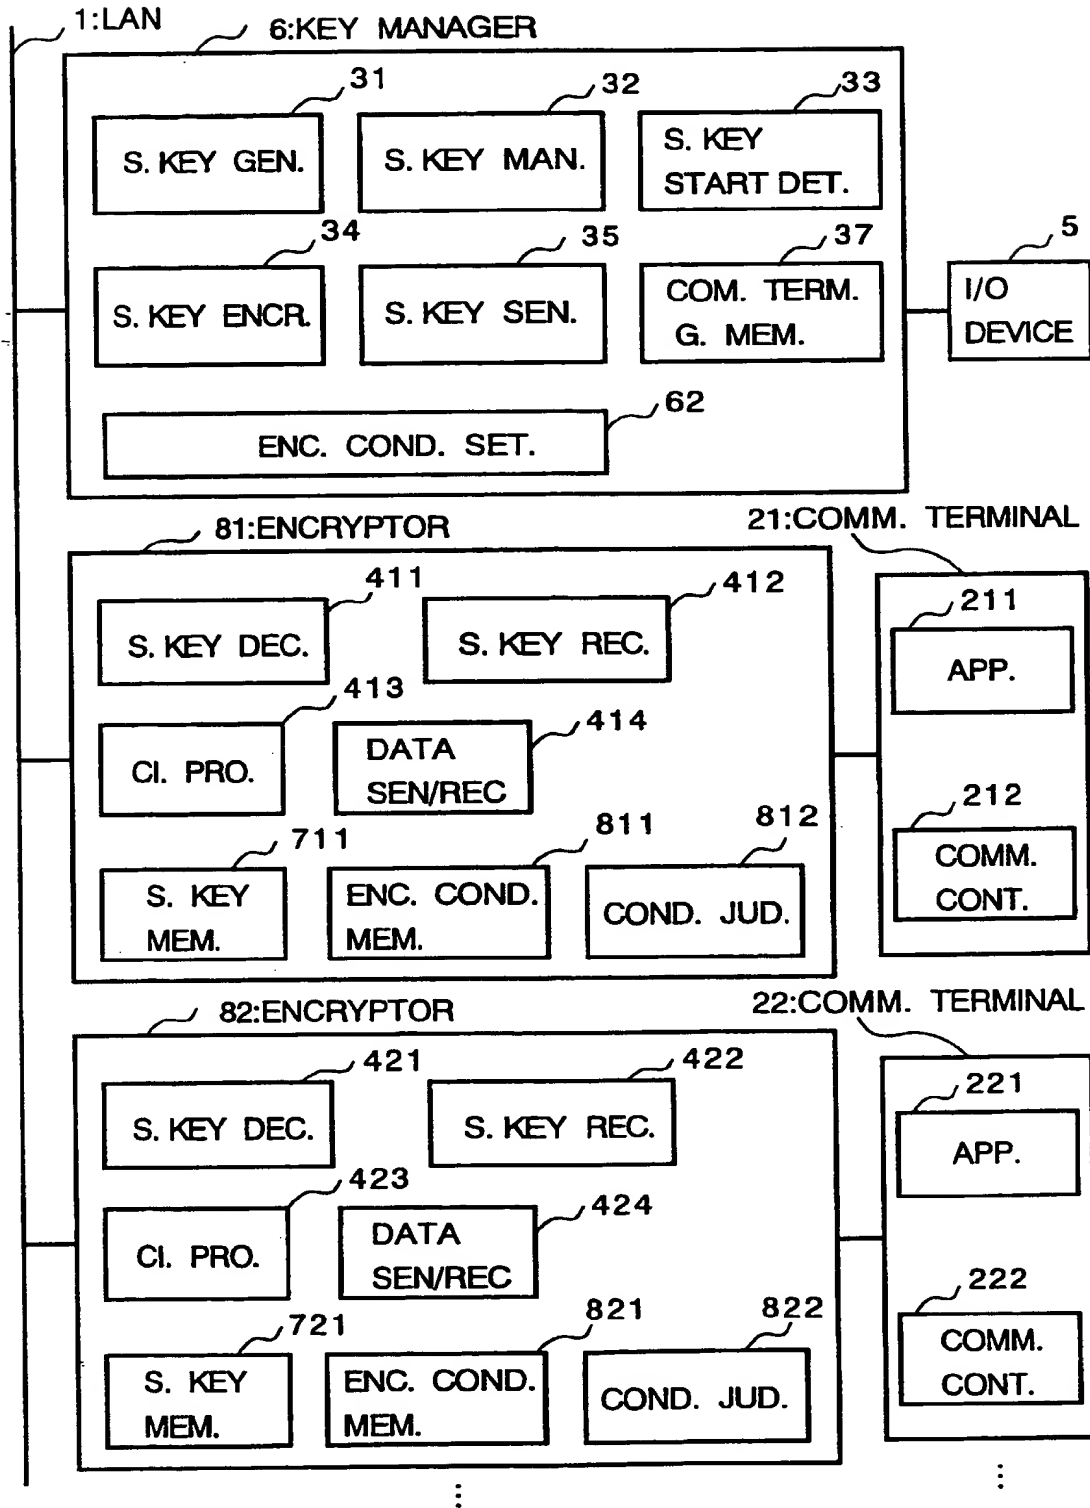 1:LAN
6:KEY MANAGER
31
32
33
S. KEY GEN.
S. KEY MAN.
S. KEY
START DET.
34
35
37
5
S. KEY ENCR.
S. KEY SEN.
COM. TERM.
G. MEM.
I/O
DEVICE
62
ENC. COND. SET.
81:ENCRYPTOR
21:COMM. TERMINAL
411
412
211
S. KEY DEC.
S. KEY REC.
APP.
413
414
CI. PRO.
DATA
SEN/REC
212
COMM.
CONT.
711
811
812
S. KEY
MEM.
ENC. COND.
MEM.
COND. JUD.
82:ENCRYPTOR
22:COMM. TERMINAL
421
422
221
S. KEY DEC.
S. KEY REC.
APP.
423
424
CI. PRO.
DATA
SEN/REC
222
COMM.
CONT.
721
821
822
S. KEY
MEM.
ENC. COND.
MEM.
COND. JUD.